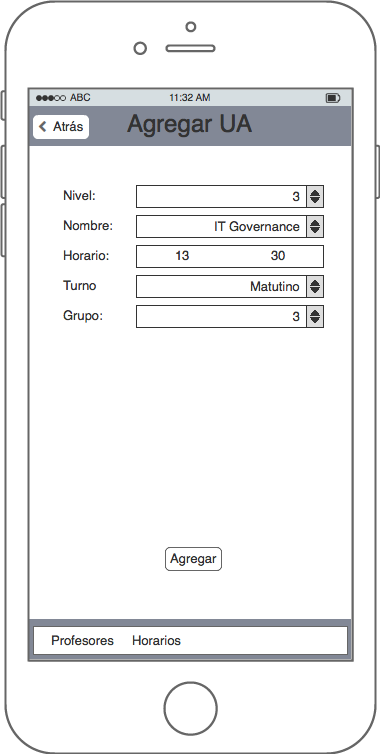 ABC 11:32 AM
Atrás Agregar UA
Nivel: 3
Nombre: IT Governance
Horario: 13 30
Turno Matutino
Grupo: 3
Agregar
Profesores Horarios